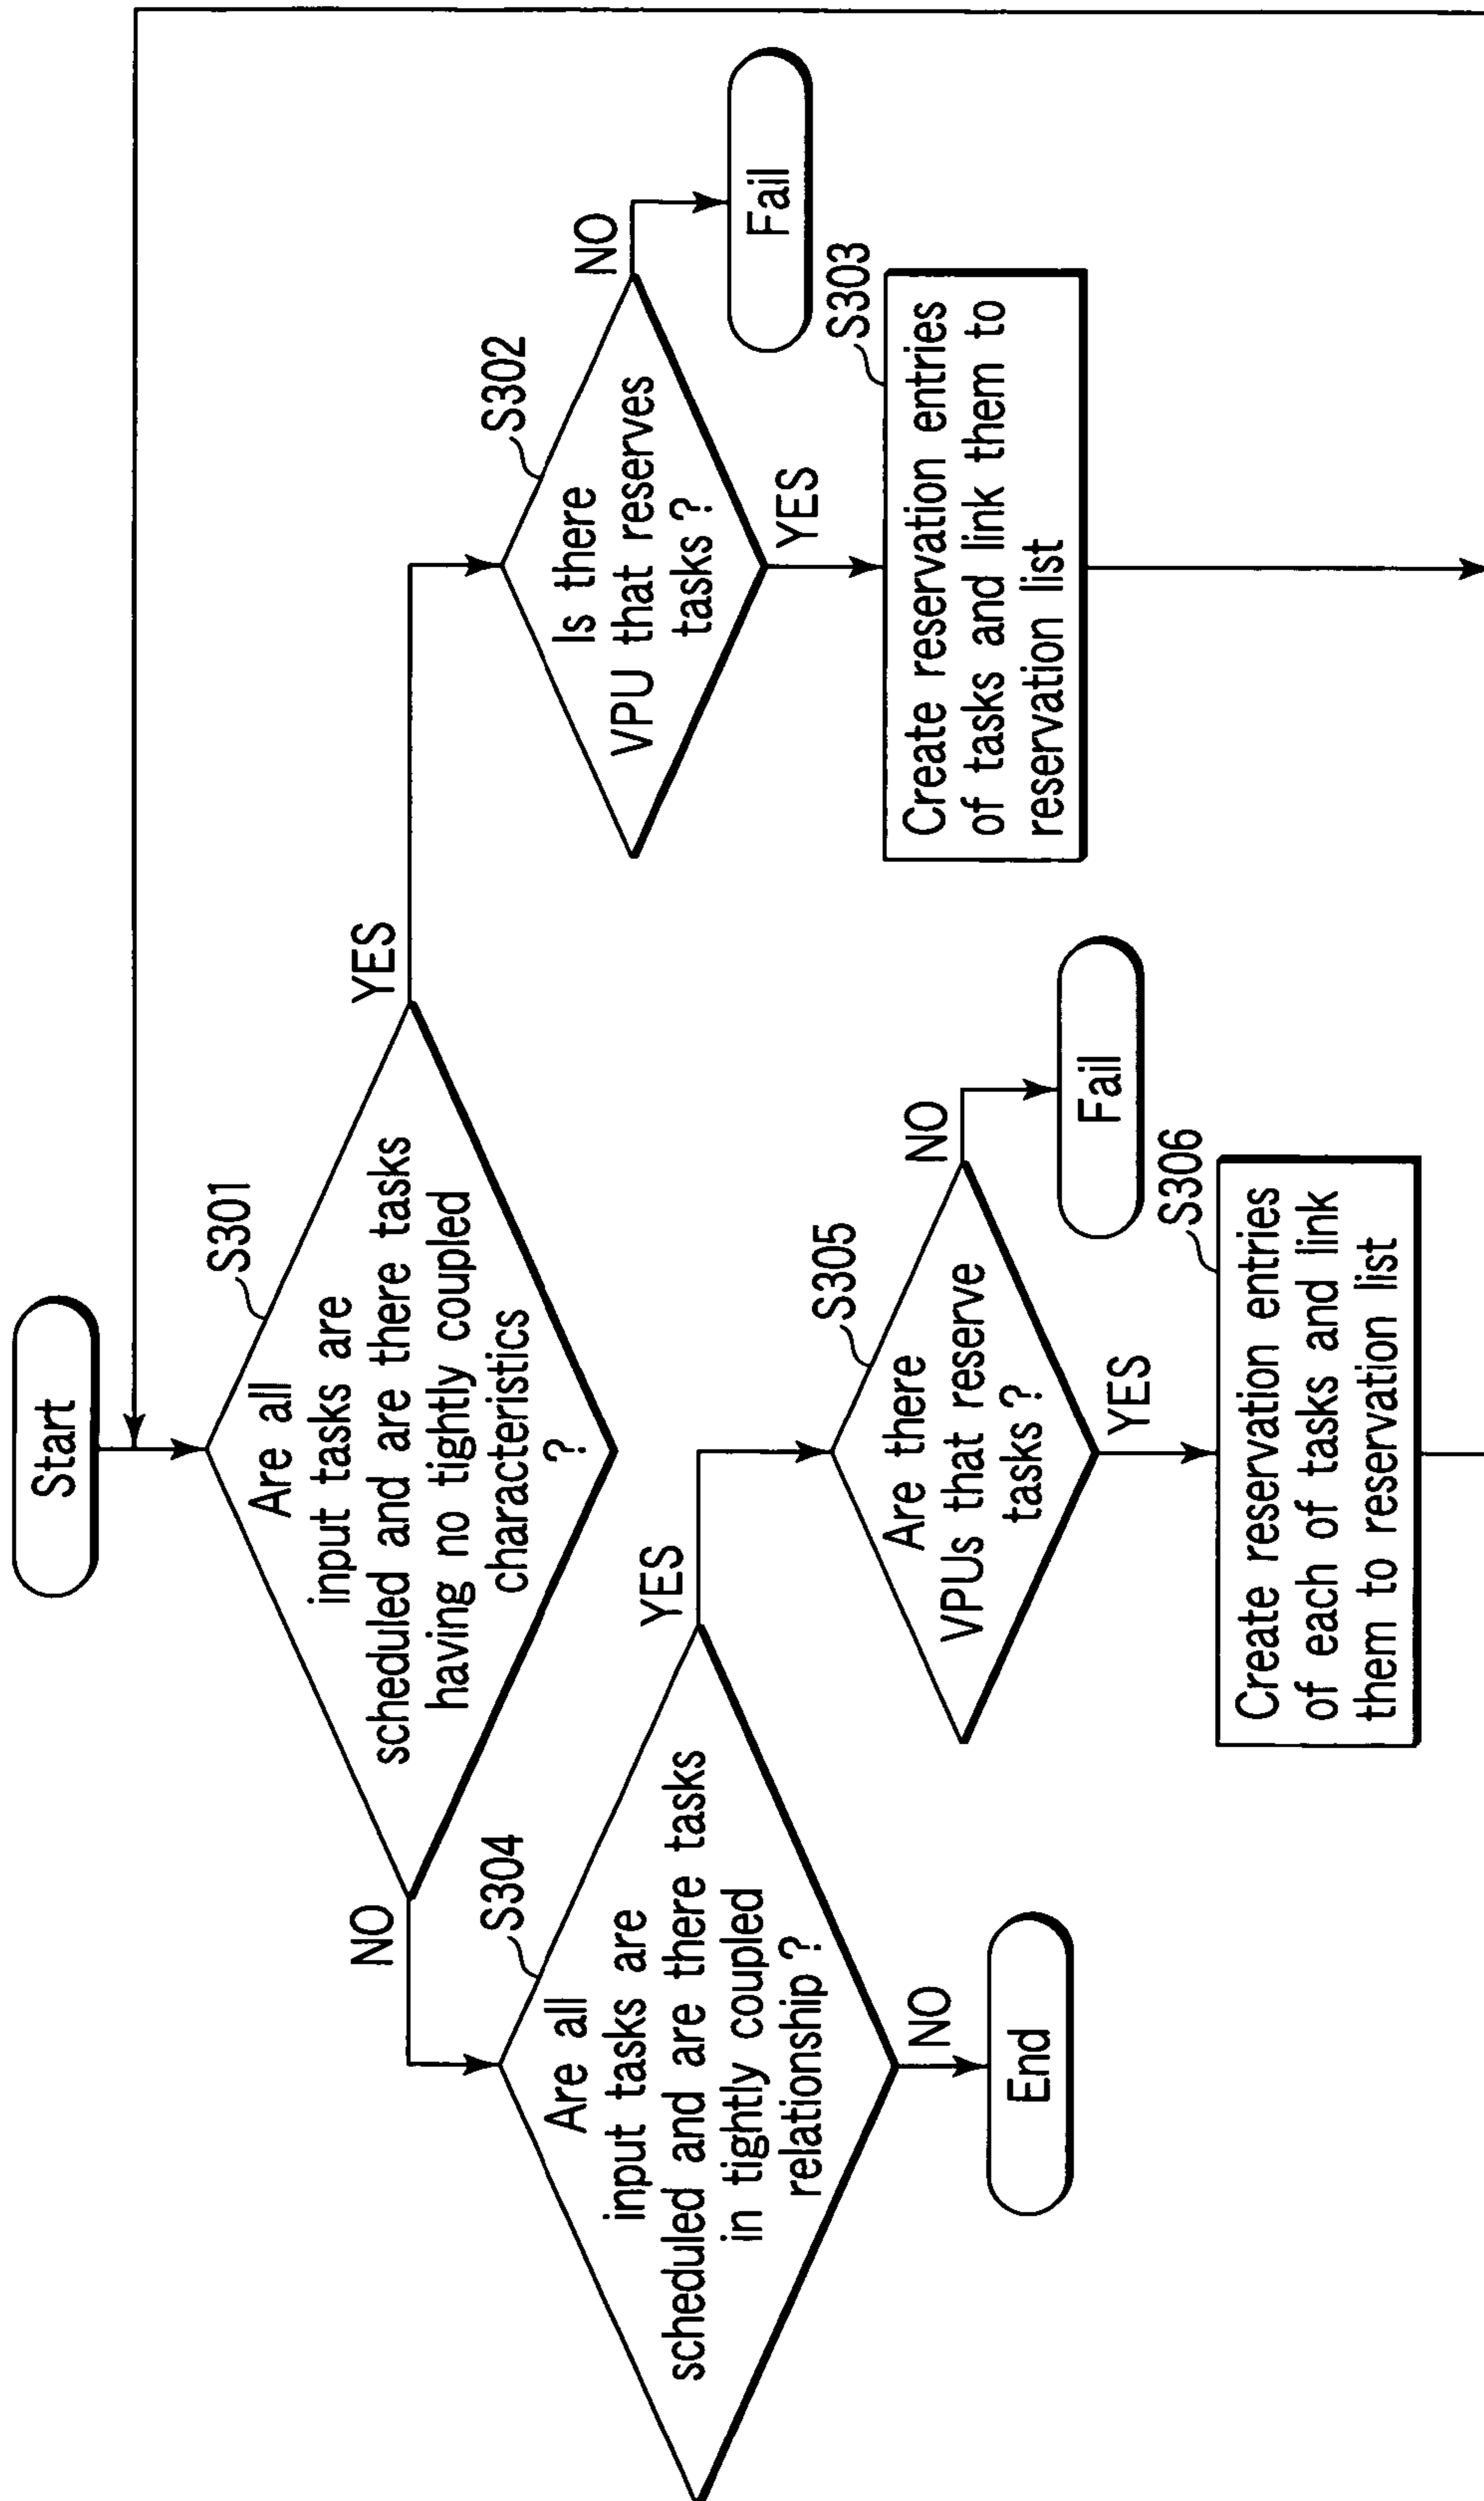 Start
S301
Are all
input tasks are
scheduled and are there tasks
having no tightly coupled
characteristics
?
YES
NO
S302
Is there
VPU that reserves
tasks ?
NO
Fail
YES
S303
Create reservation entries
of tasks and link them to
reservation list
S304
Are all
input tasks are
scheduled and are there tasks
in tightly coupled
relationship ?
YES
NO
End
S305
Are there
VPUs that reserve
tasks ?
NO
Fail
YES
S306
Create reservation entries
of each of tasks and link
them to reservation list